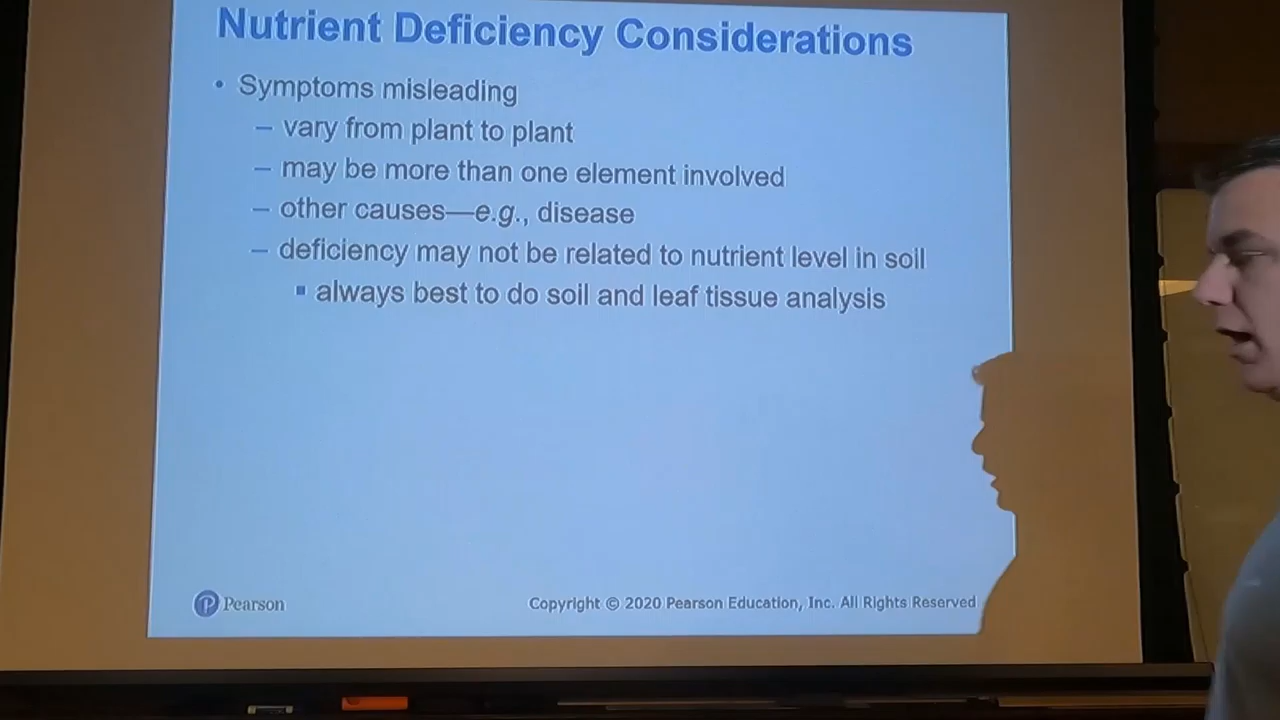 Nutrient Deficiency Considerations
• Symptoms misleading
– vary from plant to plant
– may be more than one element involved
– other causes—e.g., disease
– deficiency may not be related to nutrient level in soil
▪ always best to do soil and leaf tissue analysis
Pearson
Copyright © 2020 Pearson Education, Inc. All Rights Reserved